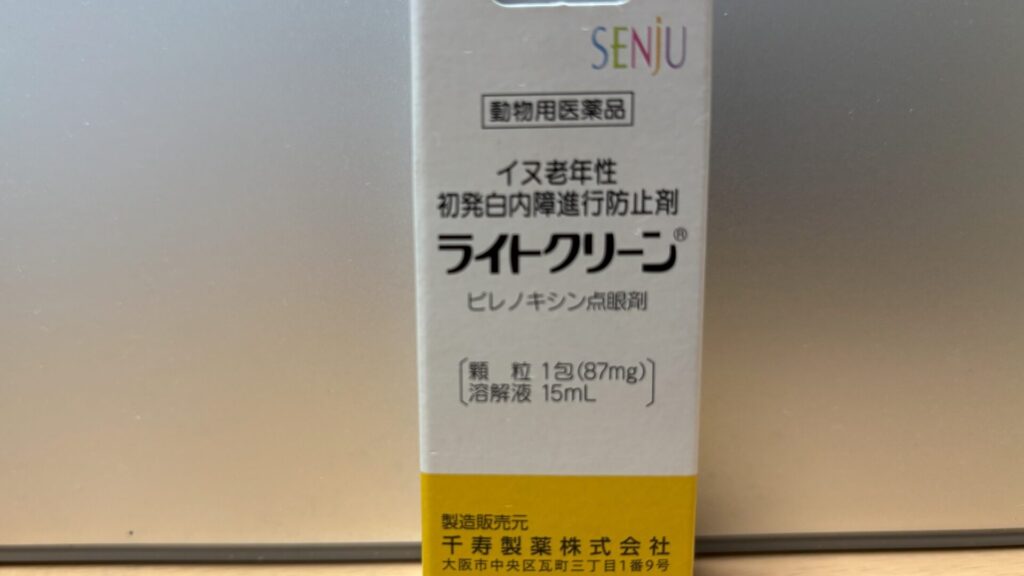 SENJU
動物用医薬品
イヌ老年性
初発白内障進行防止剤
ライトクリーン®
ピレノキシン点眼剤
顆 粒 1包(87mg)
溶解液 15mL
製造販売元
千寿製薬株式会社
大阪市中央区瓦町三丁目1番9号